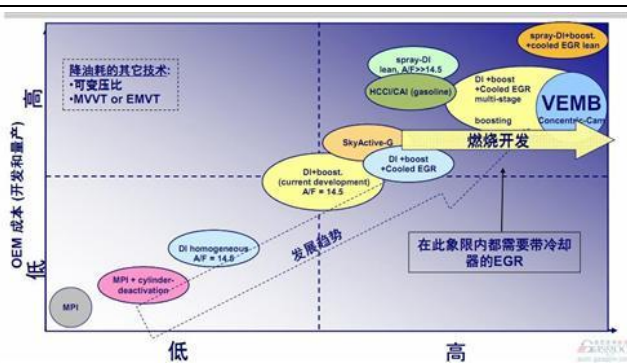 降油耗的其它技术:
•可变压比
•MVVT or EMVT
spray-DI+boost.
+cooled EGR lean
spray-DI
lean, A/F>>14.5
HCCI/CAI (gasoline)
DI +boost
+Cooled EGR
multi-stage
boosting
VEMB
Concentric-Cam
SkyActive-G
燃烧开发
DI +boost
+Cooled EGR
DI+boost.
(current development)
A/F = 14.5
DI homogeneous
A/F = 14.6
MPI + cylinder-
deactivation
MPI
发展趋势
在此象限内都需要带冷却
器的EGR
OEM 成本 (开发和量产)
高
低
低
高